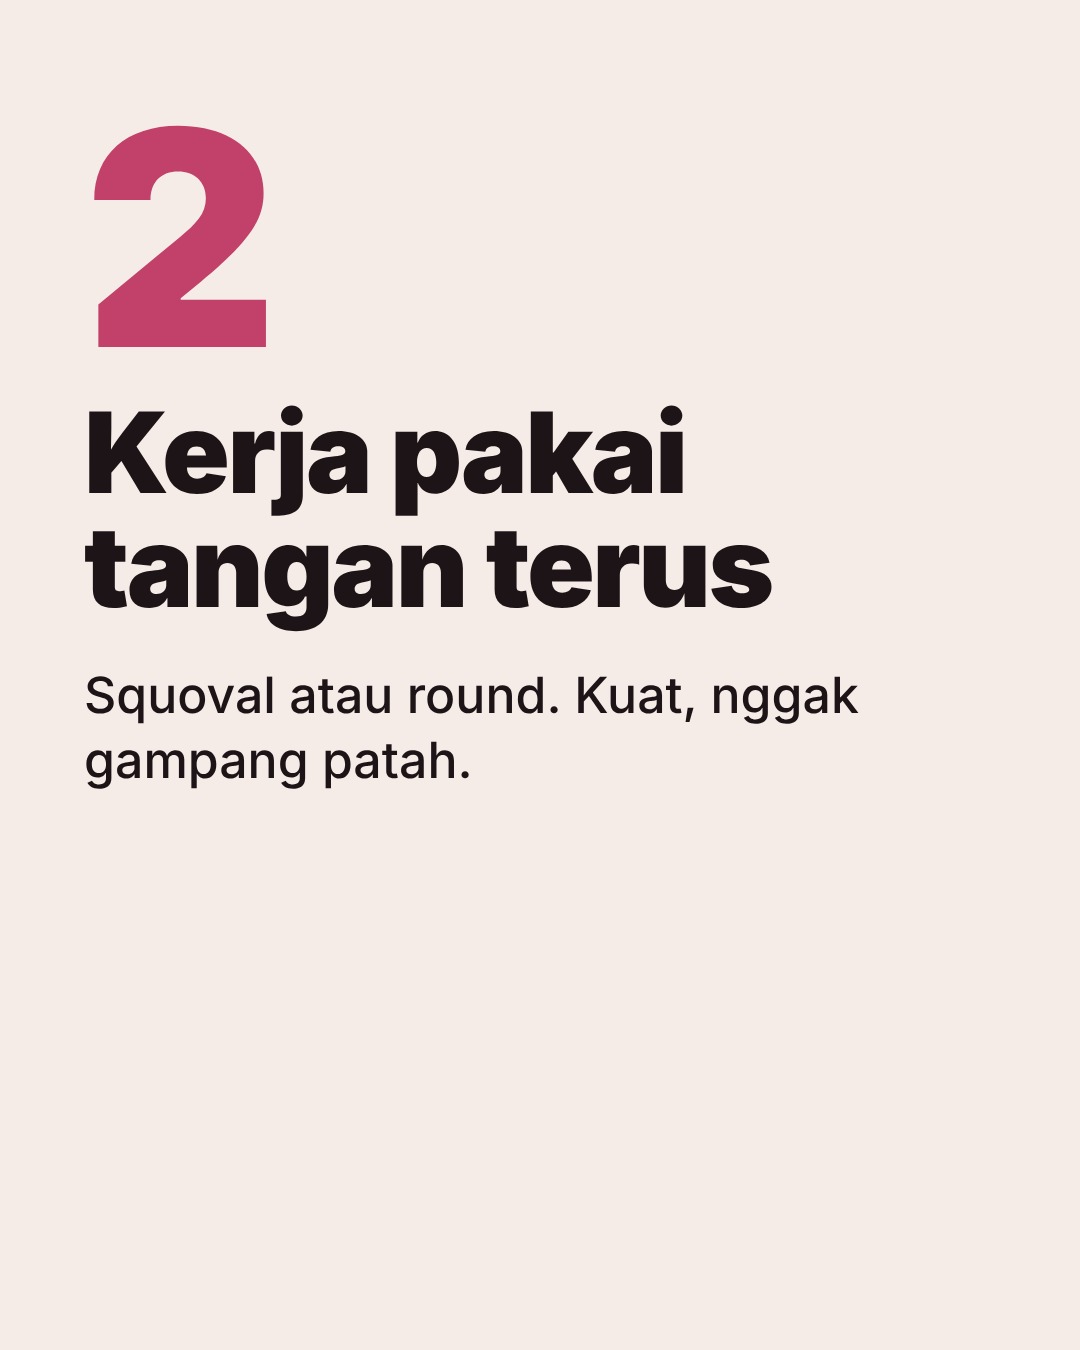 2
Kerja pakai
tangan terus
Squoval atau round. Kuat, nggak
gampang patah.